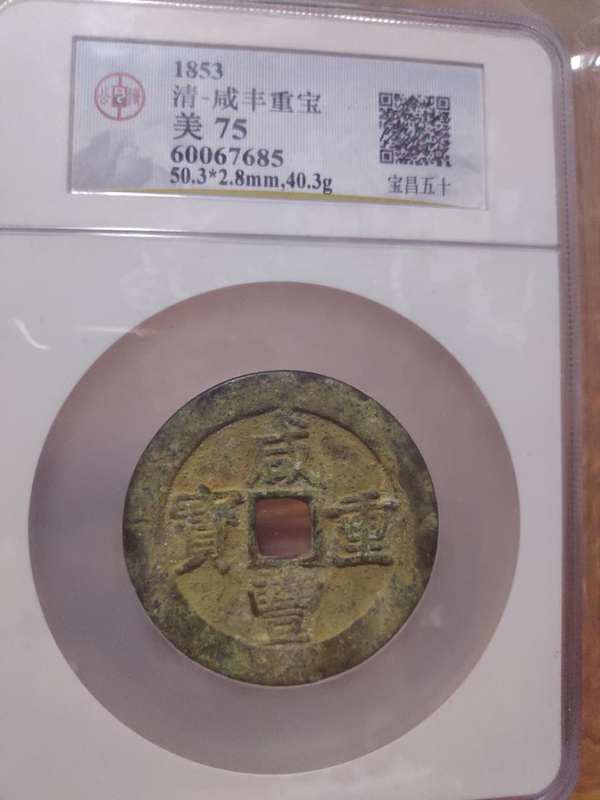 1853
清-咸丰重宝
美 75
60067685
50.3*2.8mm,40.3g
宝昌五十
咸
寶 重
豐